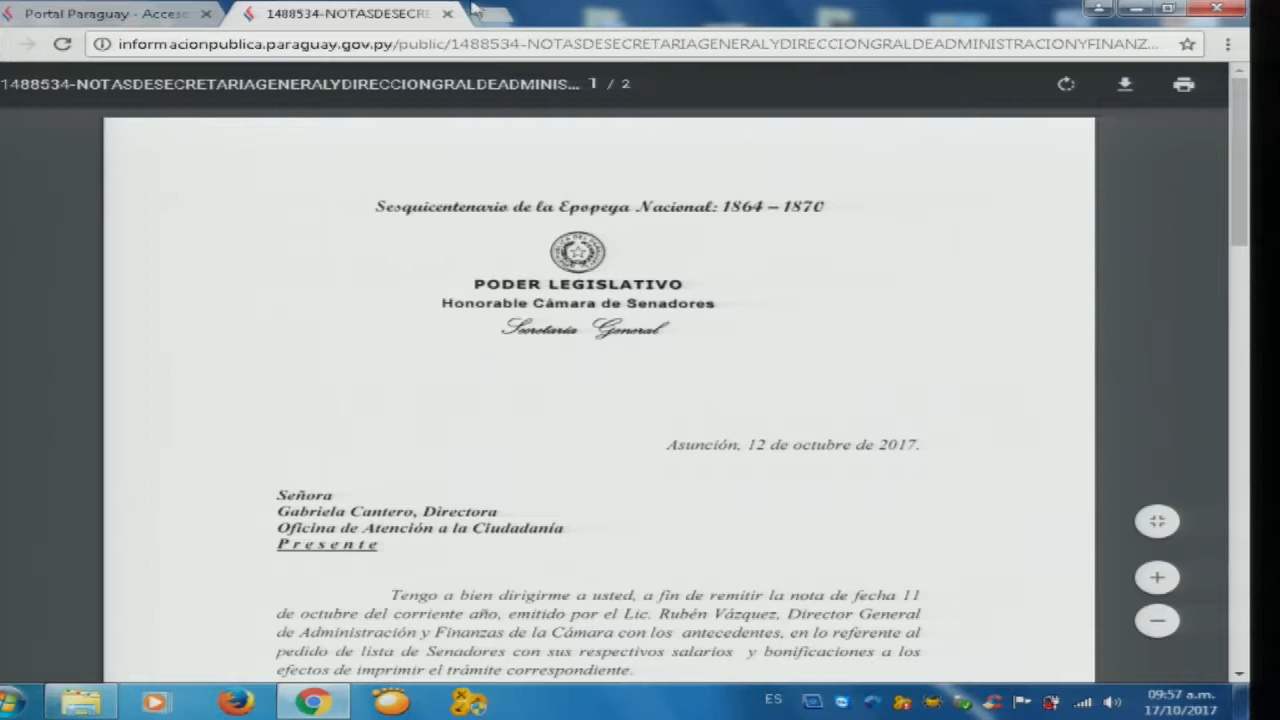 Portal Paraguay - Acceso
1488534-NOTASDESECRE
informacionpublica.paraguay.gov.py/public/1488534-NOTASDESECRETARIAGENERALYDIRECCIONGRALDEADMINISTRACIONYFINANZ...
1488534-NOTASDESECRETARIAGENERALYDIRECCIONGRALDEADMINIS... 1 / 2
Sesquicentenario de la Epopeya Nacional: 1864 – 1870
PODER LEGISLATIVO
Honorable Cámara de Senadores
Secretaría General
Asunción, 12 de octubre de 2017.
Señora
Gabriela Cantero, Directora
Oficina de Atención a la Ciudadanía
P r e s e n t e
Tengo a bien dirigirme a usted, a fin de remitir la nota de fecha 11
de octubre del corriente año, emitido por el Lic. Rubén Vázquez, Director General
de Administración y Finanzas de la Cámara con los antecedentes, en lo referente al
pedido de lista de Senadores con sus respectivos salarios y bonificaciones a los
efectos de imprimir el trámite correspondiente.
ES
09:57 a.m.
17/10/2017